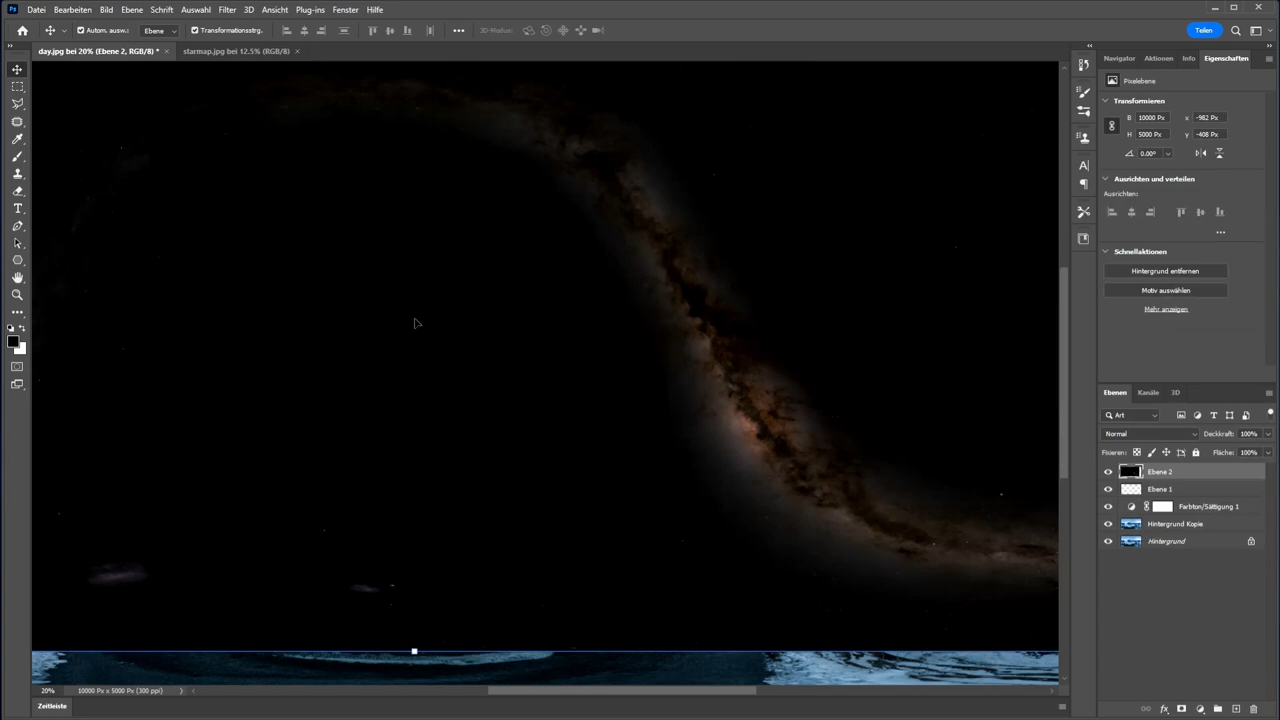 Ps Datei Bearbeiten Bild Ebene Schrift Auswahl Filter 3D Ansicht Plug-ins Fenster Hilfe
Autom. ausw.: Ebene Transformationsstrg. 3D-Modus: Teilen
day.jpg bei 20% (Ebene 2, RGB/8) * × starmap.jpg bei 12.5% (RGB/8) ×
Navigator Aktionen Info Eigenschaften
Pixelebene
Transformieren
B 10000 Px x -982 Px
H 5000 Px y -408 Px
0.00°
Ausrichten und verteilen
Ausrichten:
Schnellaktionen
Hintergrund entfernen
Motiv auswählen
Mehr anzeigen
Ebenen Kanäle 3D
Art
Normal Deckkraft: 100%
Fixieren: Fläche: 100%
Ebene 2
Ebene 1
Farbton/Sättigung 1
Hintergrund Kopie
Hintergrund
20% 10000 Px x 5000 Px (300 ppi)
Zeitleiste
fx